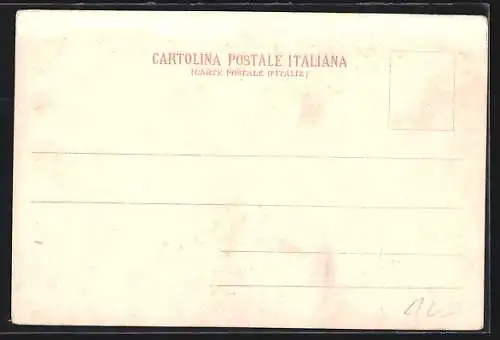 CARTOLINA POSTALE ITALIANA
(CARTE POSTALE D'ITALIE)